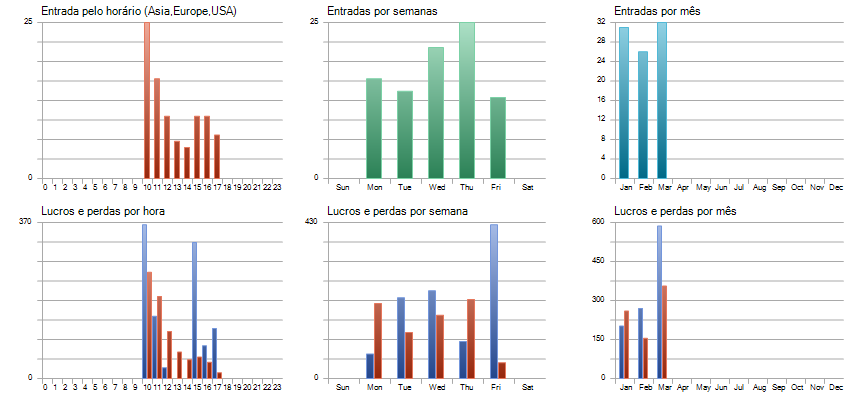 Entrada pelo horário (Asia,Europe,USA)
25
0
0 1 2 3 4 5 6 7 8 9 10 11 12 13 14 15 16 17 18 19 20 21 22 23
Entradas por semanas
25
0
Sun Mon Tue Wed Thu Fri Sat
Entradas por mês
32
28
24
20
16
12
8
4
0
Jan Feb Mar Apr May Jun Jul Aug Sep Oct Nov Dec
Lucros e perdas por hora
370
0
0 1 2 3 4 5 6 7 8 9 10 11 12 13 14 15 16 17 18 19 20 21 22 23
Lucros e perdas por semana
430
0
Sun Mon Tue Wed Thu Fri Sat
Lucros e perdas por mês
600
450
300
150
0
Jan Feb Mar Apr May Jun Jul Aug Sep Oct Nov Dec